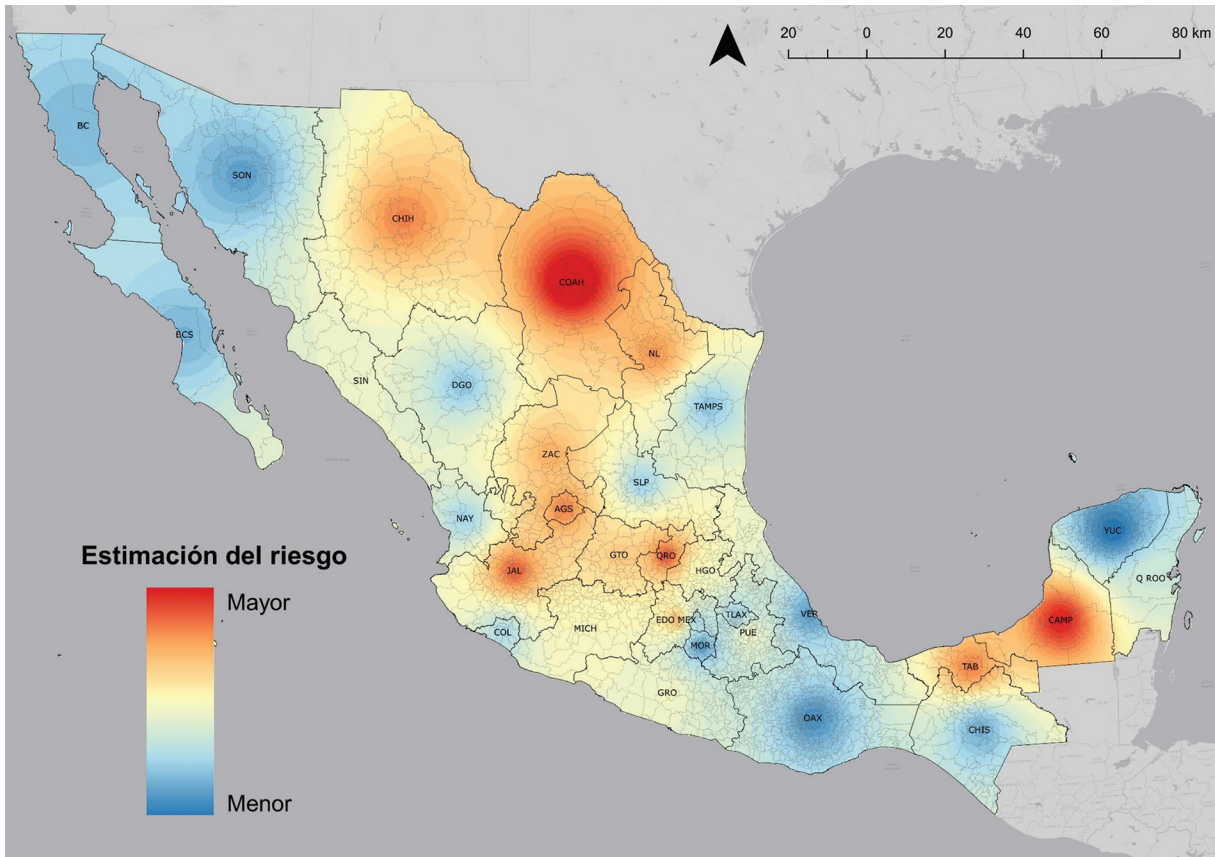 20 0 20 40 60 80 km
BC
SON
CHIH
COAH
BCS
NL
SIN
DGO
TAMPS
ZAC
SLP
AGS
NAY
YUC
Estimación del riesgo
QRO
GTO
JAL
HGO
Q ROO
Mayor
VER
TLAX
EDO MEX
CAMP
MICH
COL
PUE
MOR
TAB
GRO
OAX
CHIS
Menor